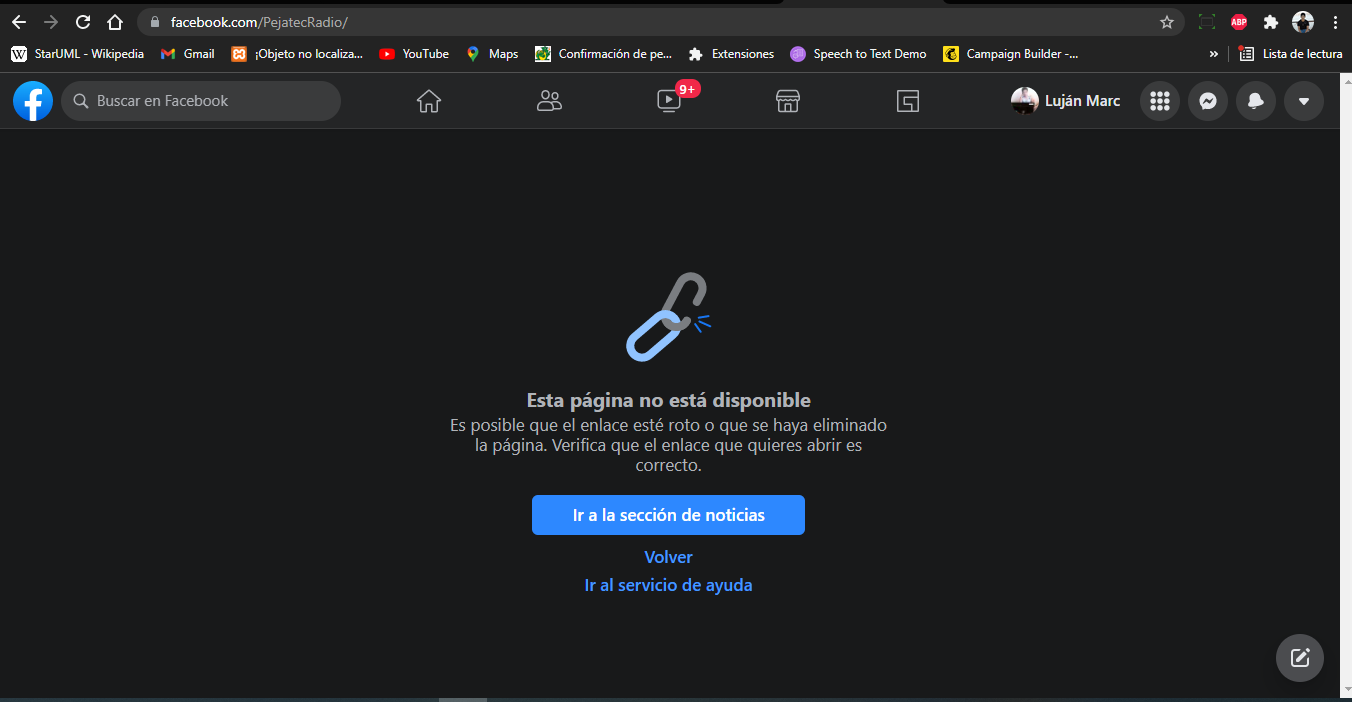 facebook.com/PejatecRadio/
ABP
W StarUML - Wikipedia Gmail ¡Objeto no localiza... YouTube Maps Confirmación de pe... Extensiones Speech to Text Demo Campaign Builder -... » Lista de lectura
Buscar en Facebook 9+ Luján Marc
Esta página no está disponible
Es posible que el enlace esté roto o que se haya eliminado
la página. Verifica que el enlace que quieres abrir es
correcto.
Ir a la sección de noticias
Volver
Ir al servicio de ayuda